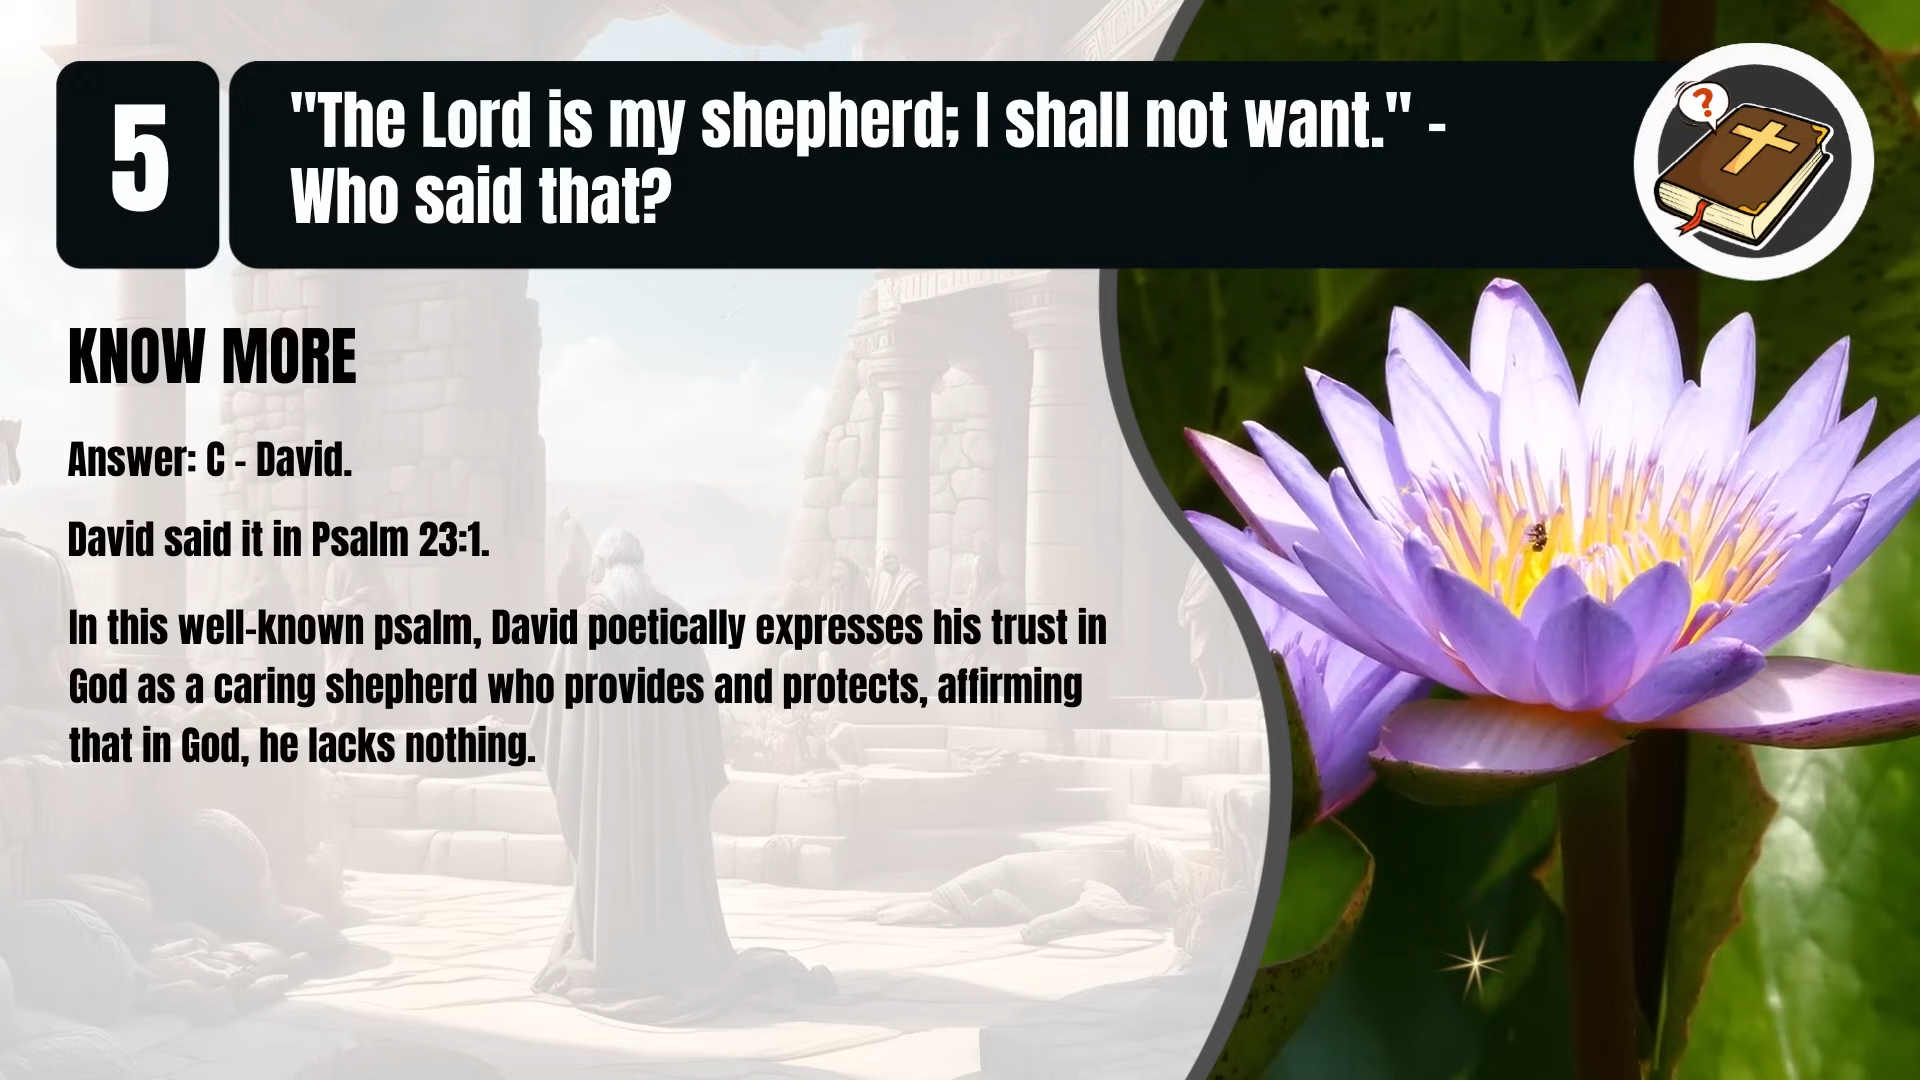 5
"The Lord is my shepherd; I shall not want." -
Who said that?
?
KNOW MORE
Answer: C - David.
David said it in Psalm 23:1.
In this well-known psalm, David poetically expresses his trust in
God as a caring shepherd who provides and protects, affirming
that in God, he lacks nothing.